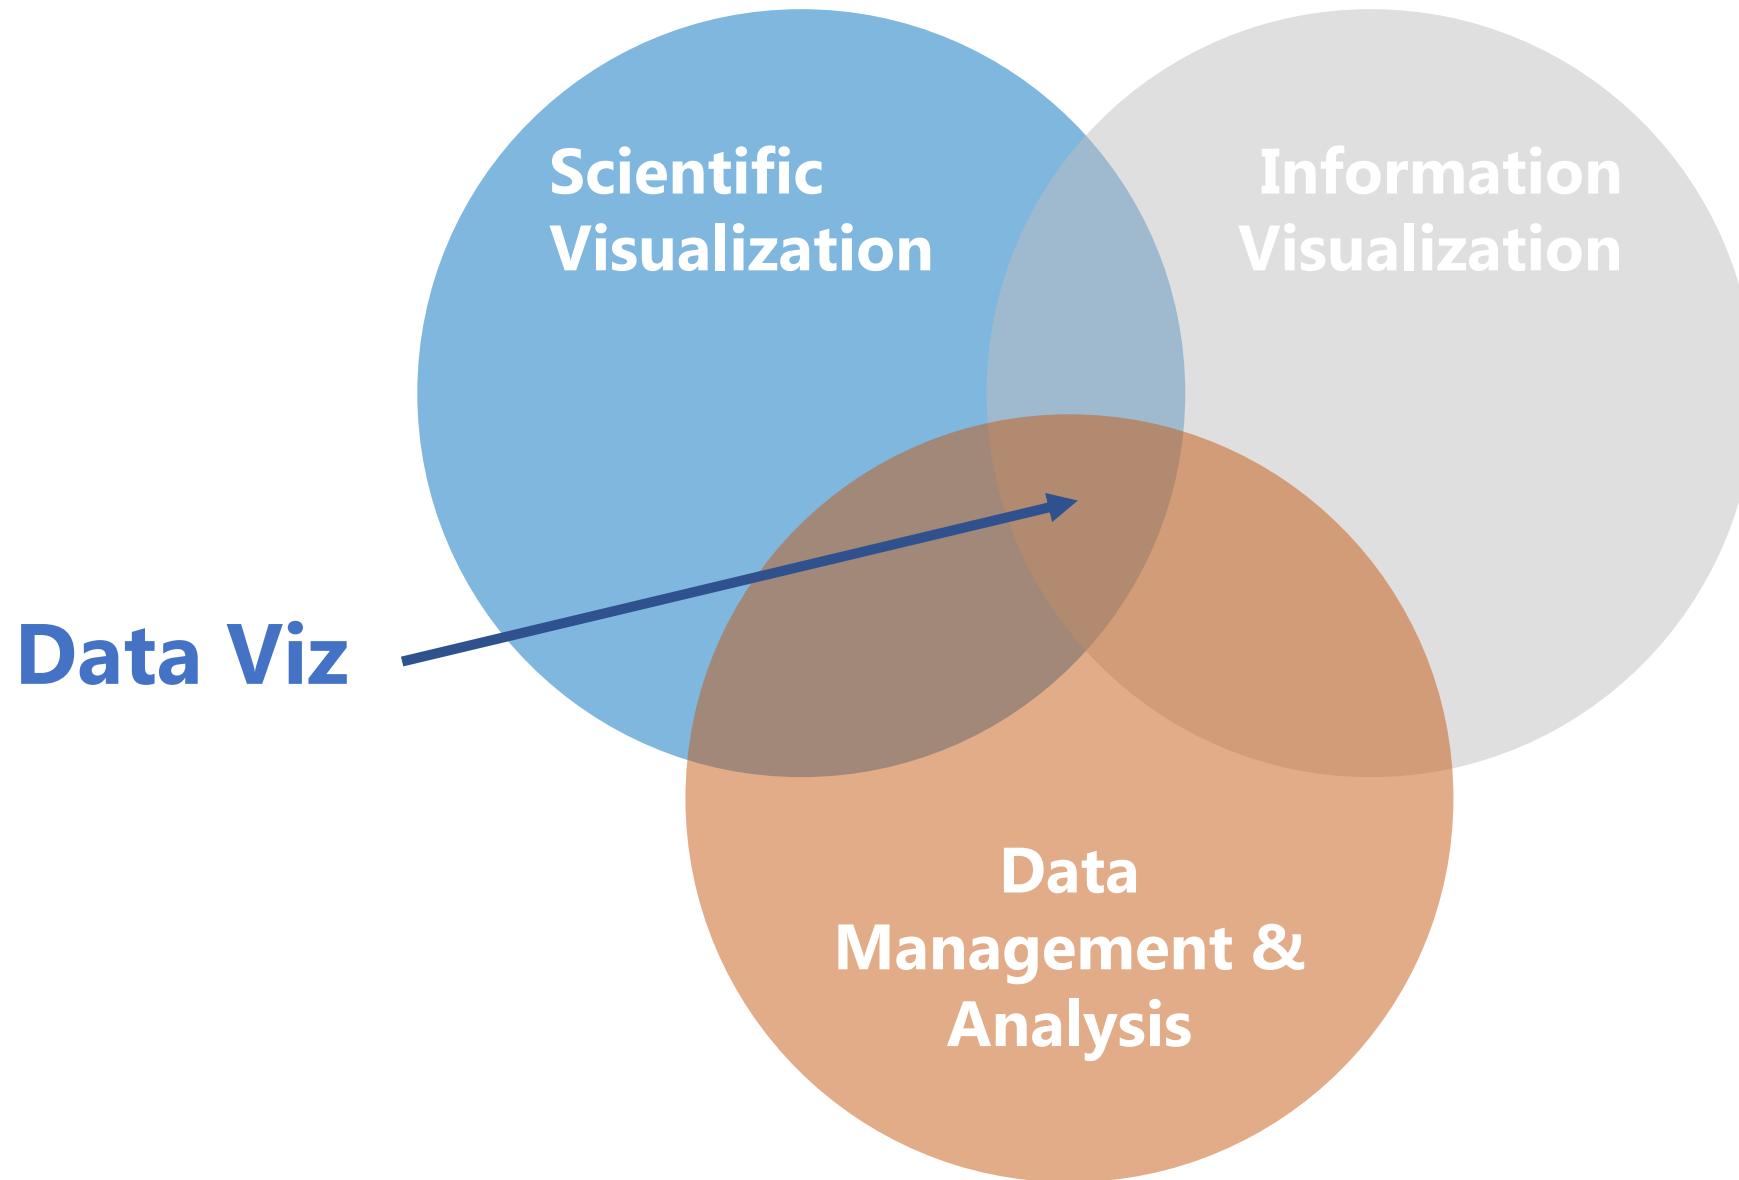 Scientific
Visualization
Information
Visualization
Data Viz
Data
Management &
Analysis